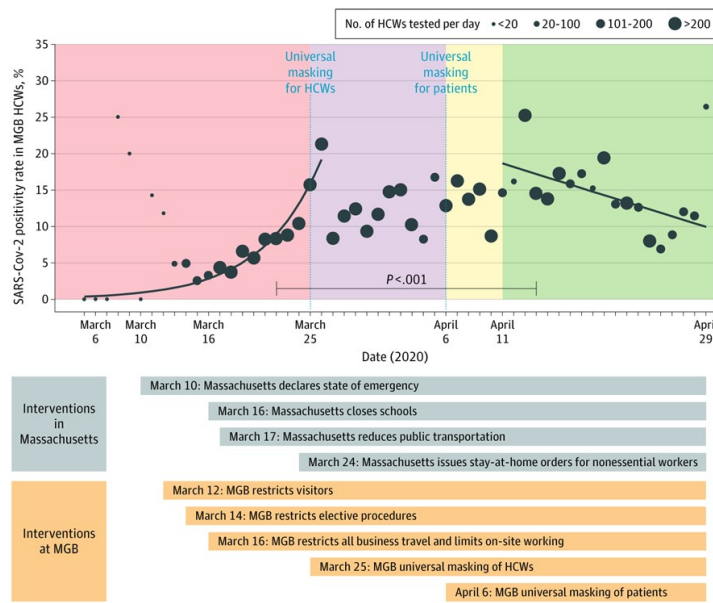 No. of HCWs tested per day <20 20-100 101-200 >200
SARS-Cov-2 positivity rate in MGB HCWs, %
35
30
25
20
15
10
5
0
Universal
masking
for HCWs
Universal
masking
for patients
P<.001
March
6
March
10
March
16
March
25
April
6
April
11
Apri
29
Date (2020)
Interventions
in
Massachusetts
March 10: Massachusetts declares state of emergency
March 16: Massachusetts closes schools
March 17: Massachusetts reduces public transportation
March 24: Massachusetts issues stay-at-home orders for nonessential workers
Interventions
at MGB
March 12: MGB restricts visitors
March 14: MGB restricts elective procedures
March 16: MGB restricts all business travel and limits on-site working
March 25: MGB universal masking of HCWs
April 6: MGB universal masking of patients